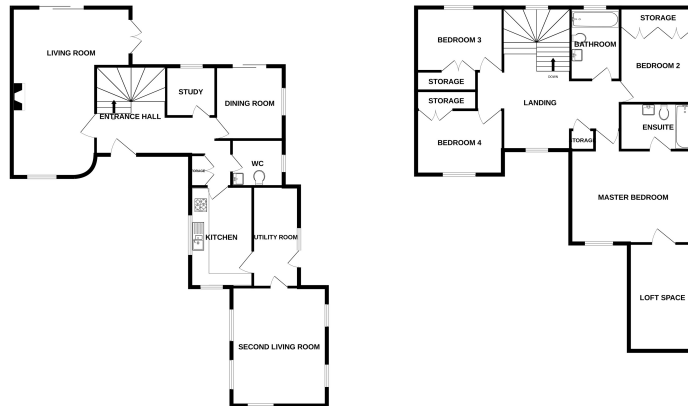 LIVING ROOM
STUDY
DINING ROOM
ENTRANCE HALL
WC
KITCHEN
UTILITY ROOM
SECOND LIVING ROOM
BEDROOM 3
BATHROOM
STORAGE
BEDROOM 2
DOWN
STORAGE
STORAGE
LANDING
BEDROOM 4
ENSUITE
TORAG
MASTER BEDROOM
LOFT SPACE